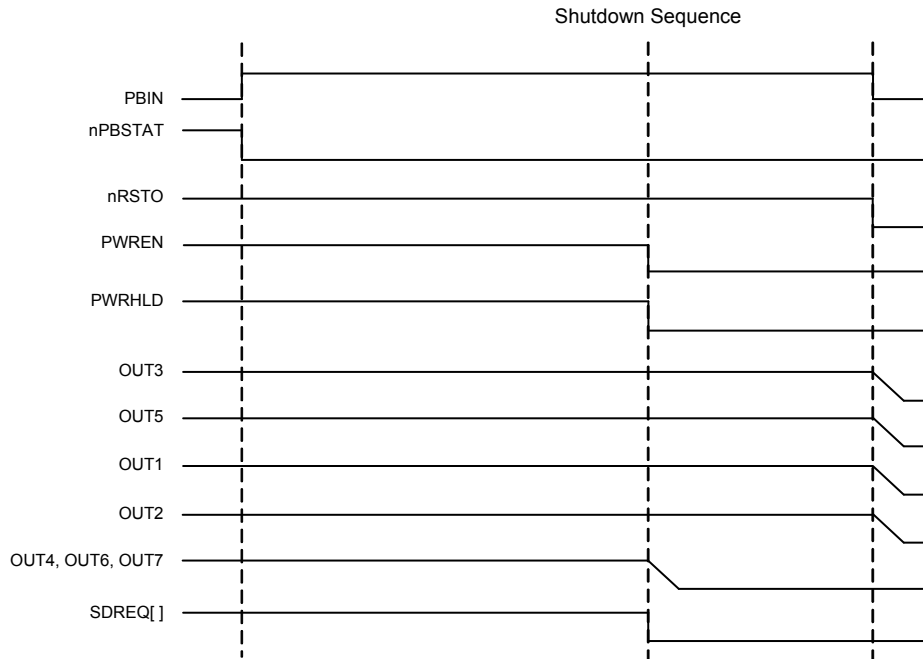 Shutdown Sequence
PBIN
nPBSTAT
nRSTO
PWREN
PWRHLD
OUT3
OUT5
OUT1
OUT2
OUT4, OUT6, OUT7
SDREQ[ ]